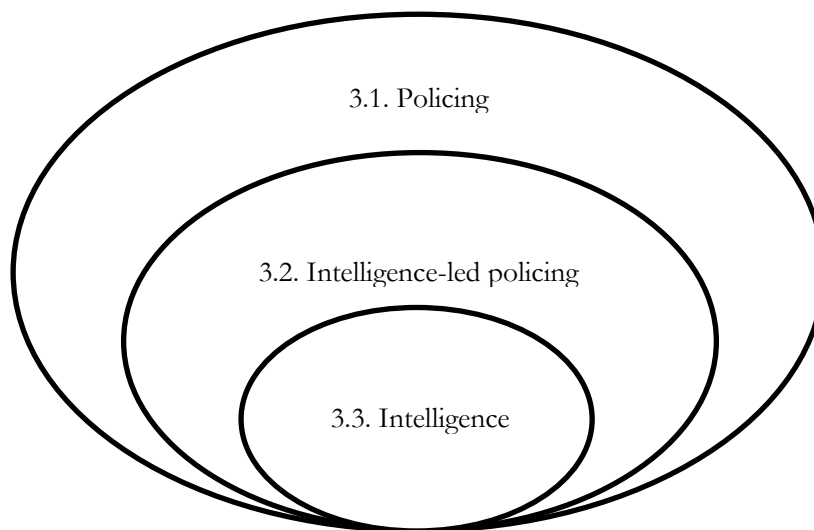 3.1. Policing
3.2. Intelligence-led policing
3.3. Intelligence